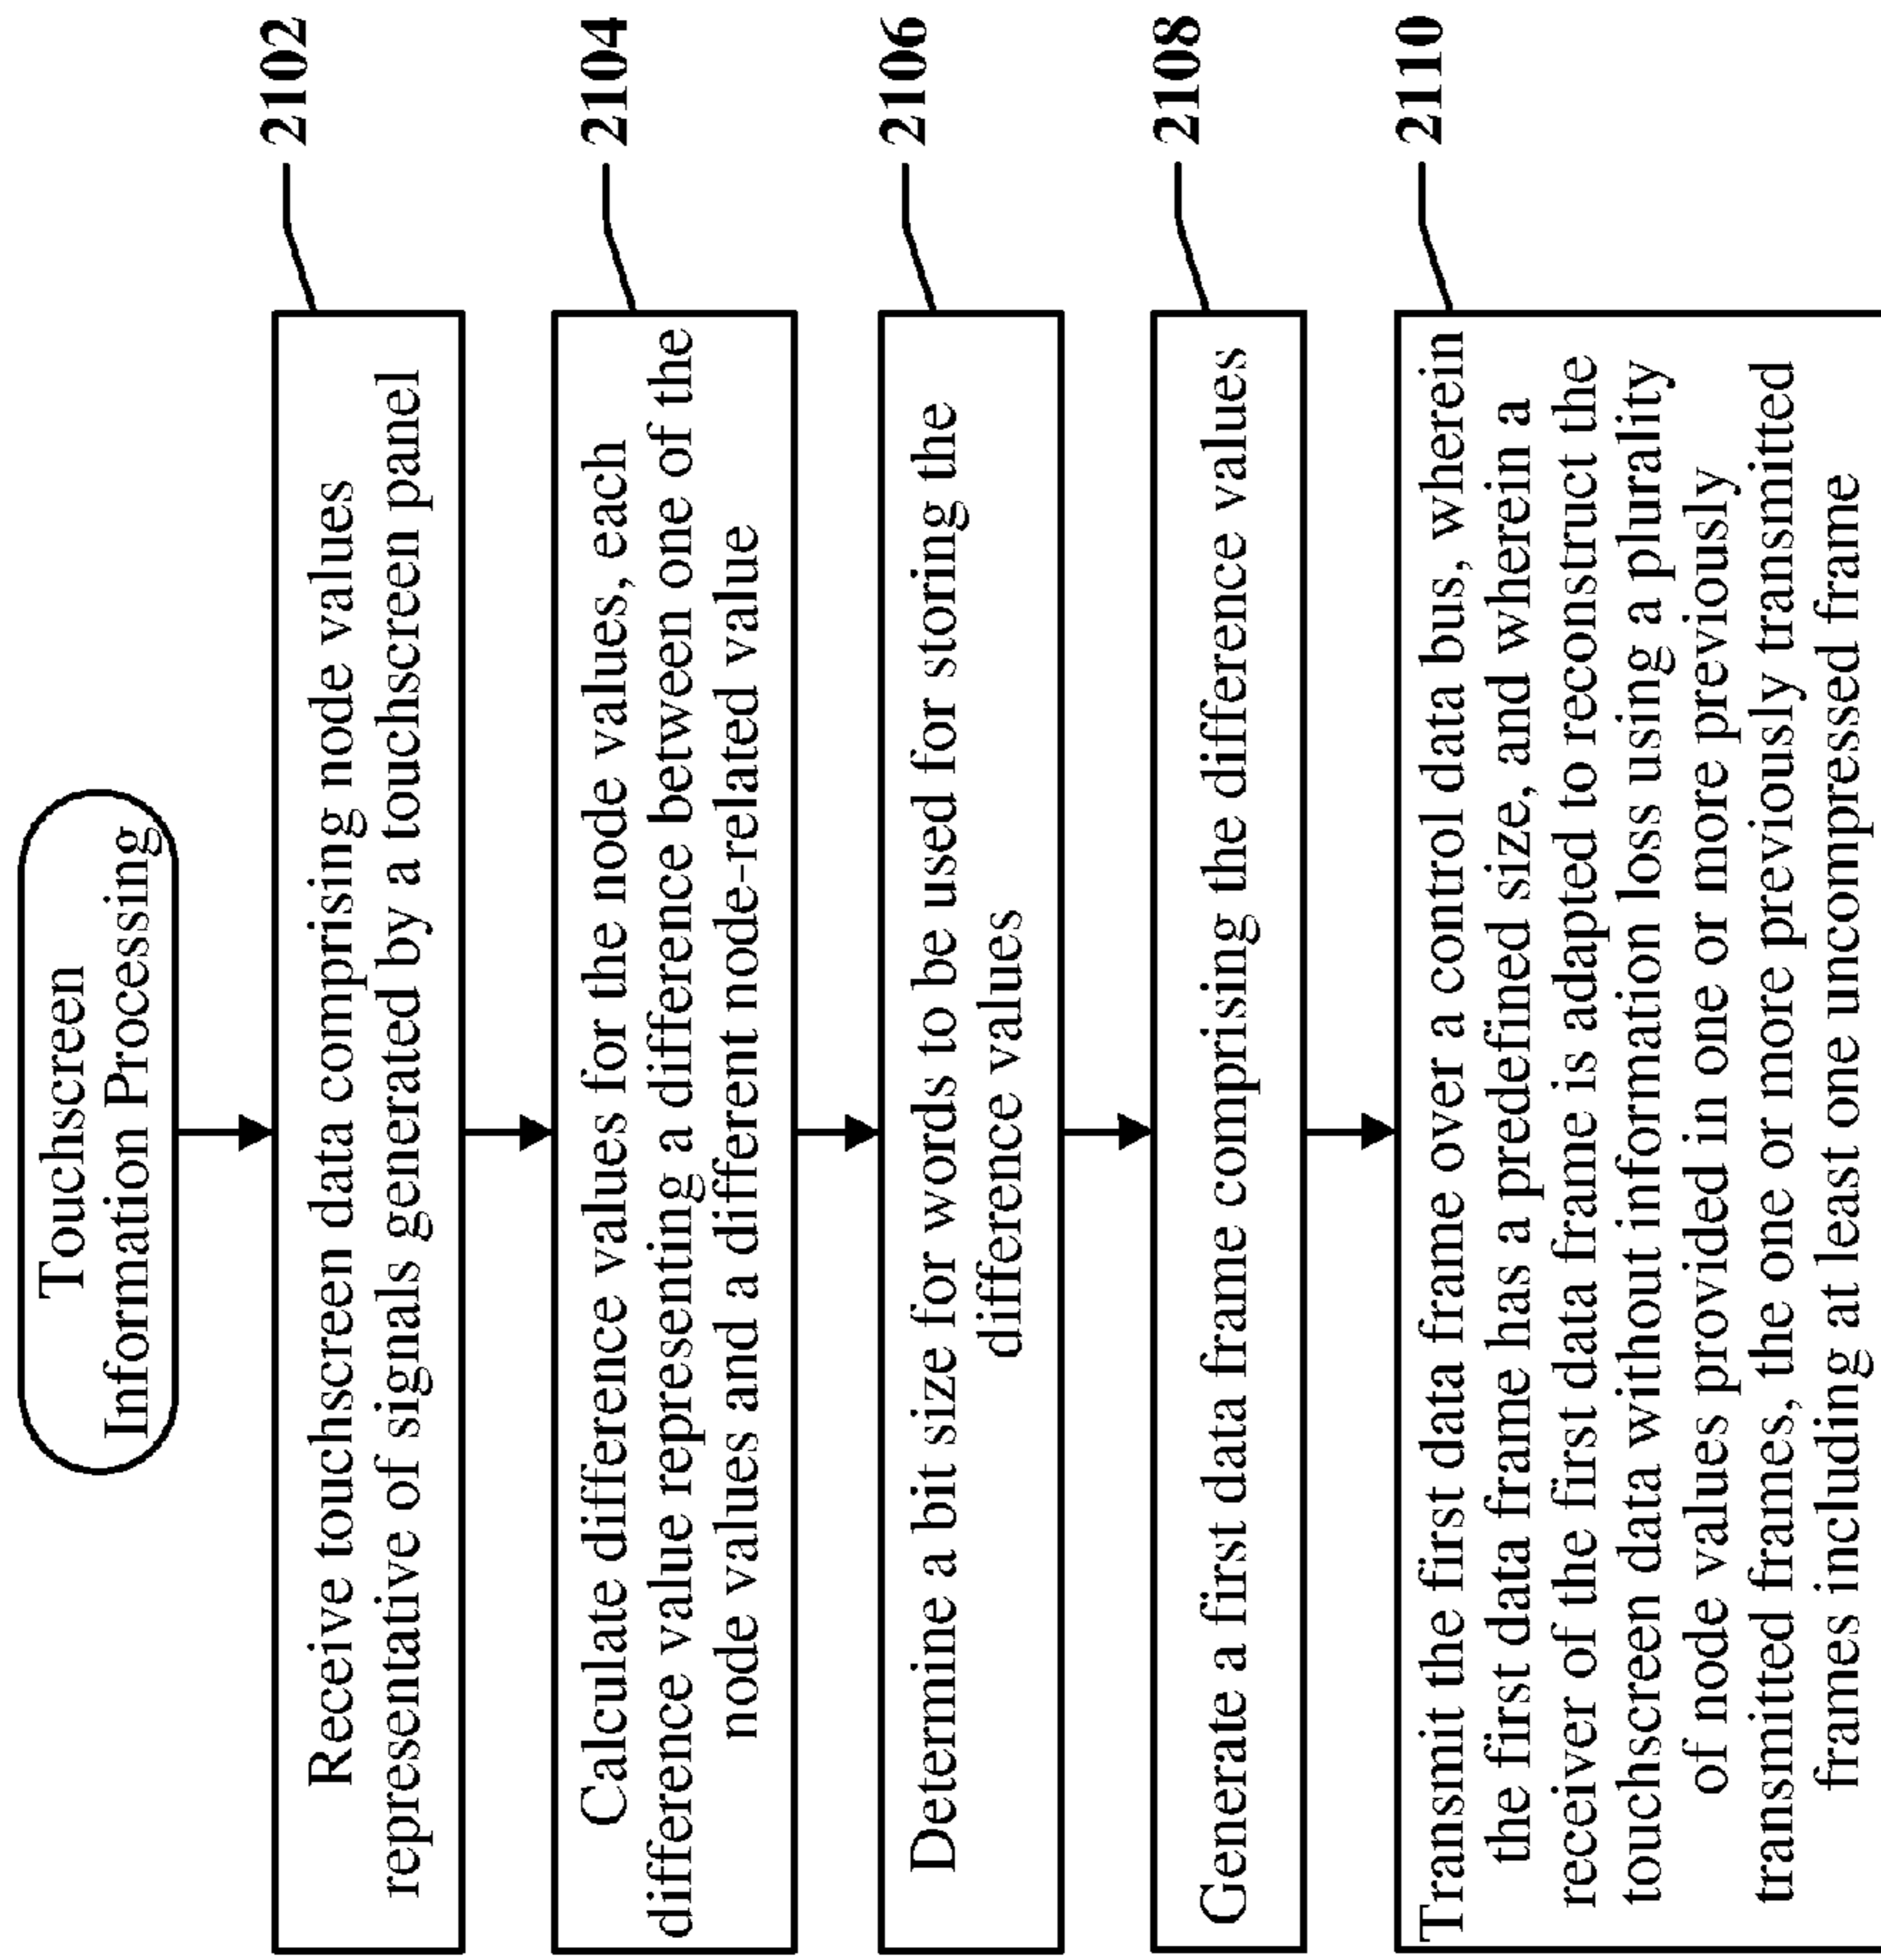 Touchscreen
Information Processing
2102
Receive touchscreen data comprising node values
representative of signals generated by a touchscreen panel
2104
Calculate difference values for the node values, each
difference value representing a difference between one of the
node values and a different node-related value
2106
Determine a bit size for words to be used for storing the
difference values
2108
Generate a first data frame comprising the difference values
2110
Transmit the first data frame over a control data bus, wherein
the first data frame has a predefined size, and wherein a
receiver of the first data frame is adapted to reconstruct the
touchscreen data without information loss using a plurality
of node values provided in one or more previously
transmitted frames, the one or more previously transmitted
frames including at least one uncompressed frame